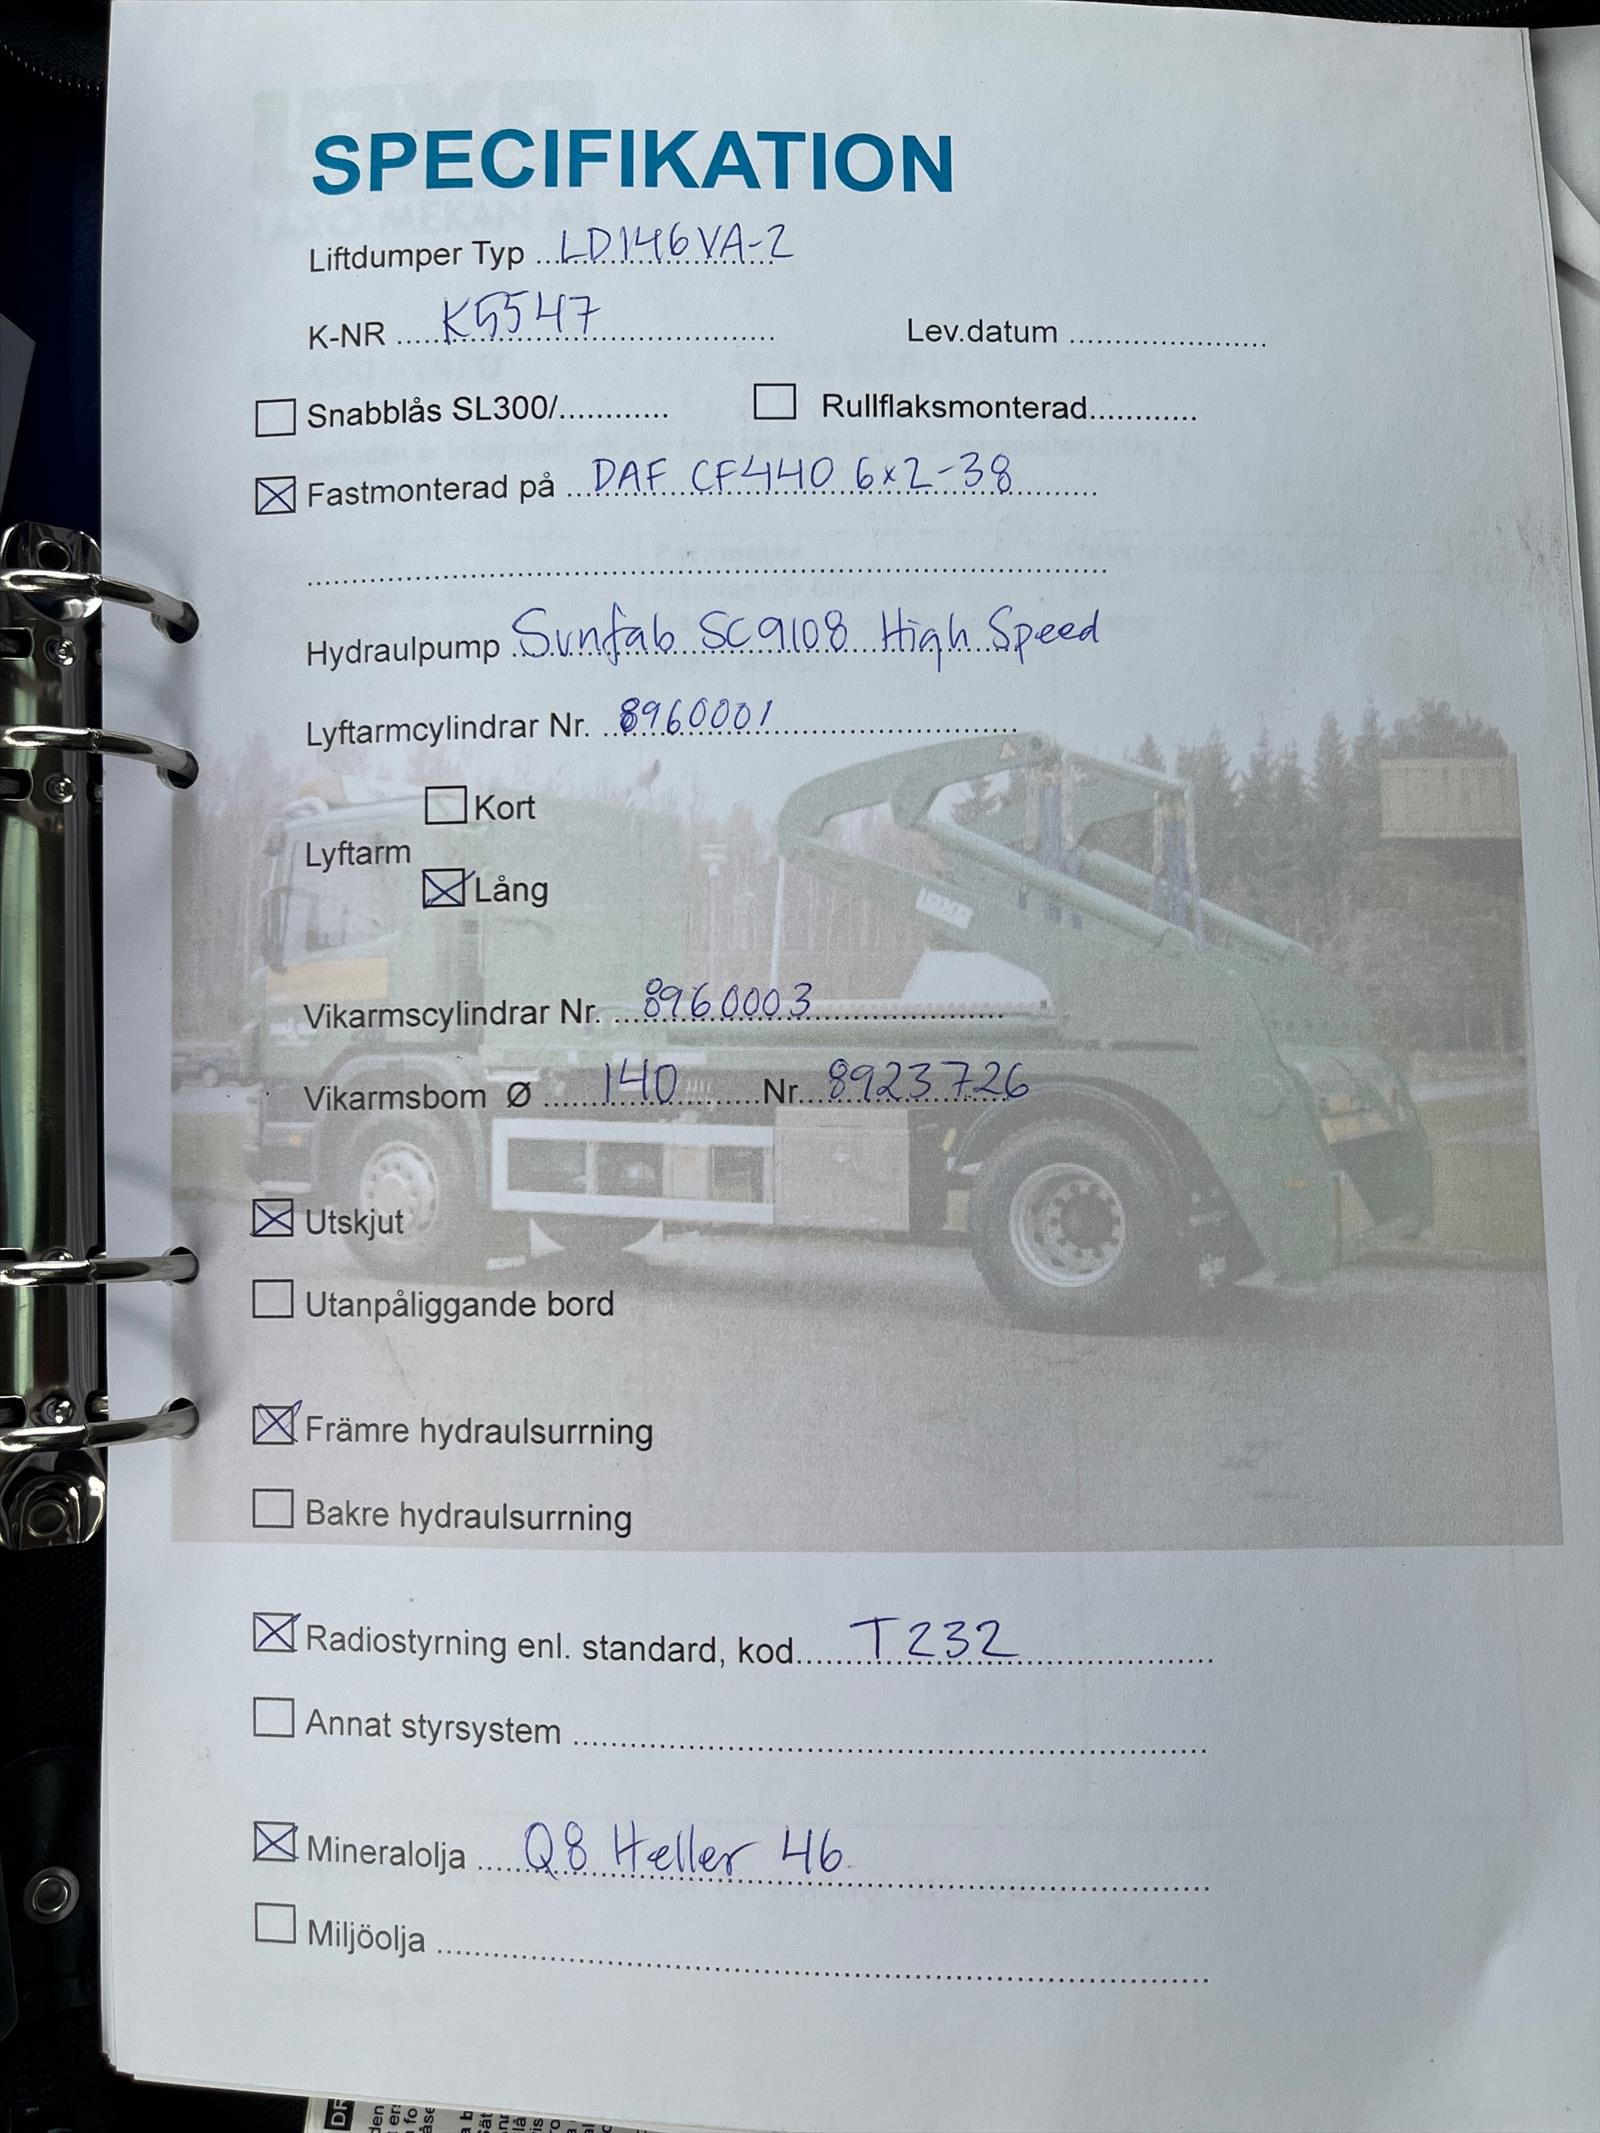 SPECIFIKATION
Liftdumper Typ ...LD146VA-2
K-NR .....K5547..................... Lev.datum ......................
☐ Snabblås SL300/............ ☐ Rullflaksmonterad............
☒ Fastmonterad på ...DAF CF440 6x2-38.........
Hydraulpump .Sunfab SC9108 High Speed
Lyftarmcylindrar Nr. ..8960001........................
☐ Kort
Lyftarm
☒ Lång
Vikarmscylindrar Nr. ...8960003...................
Vikarmsbom Ø ......140........Nr...8923726
☒ Utskjut
☐ Utanpåliggande bord
☒ Främre hydraulsurrning
☐ Bakre hydraulsurrning
☒ Radiostyrning enl. standard, kod......T232....................
☐ Annat styrsystem ...............................................................
☒ Mineralolja .....Q8 Heller 46..................................
☐ Miljöolja ..............................................................................